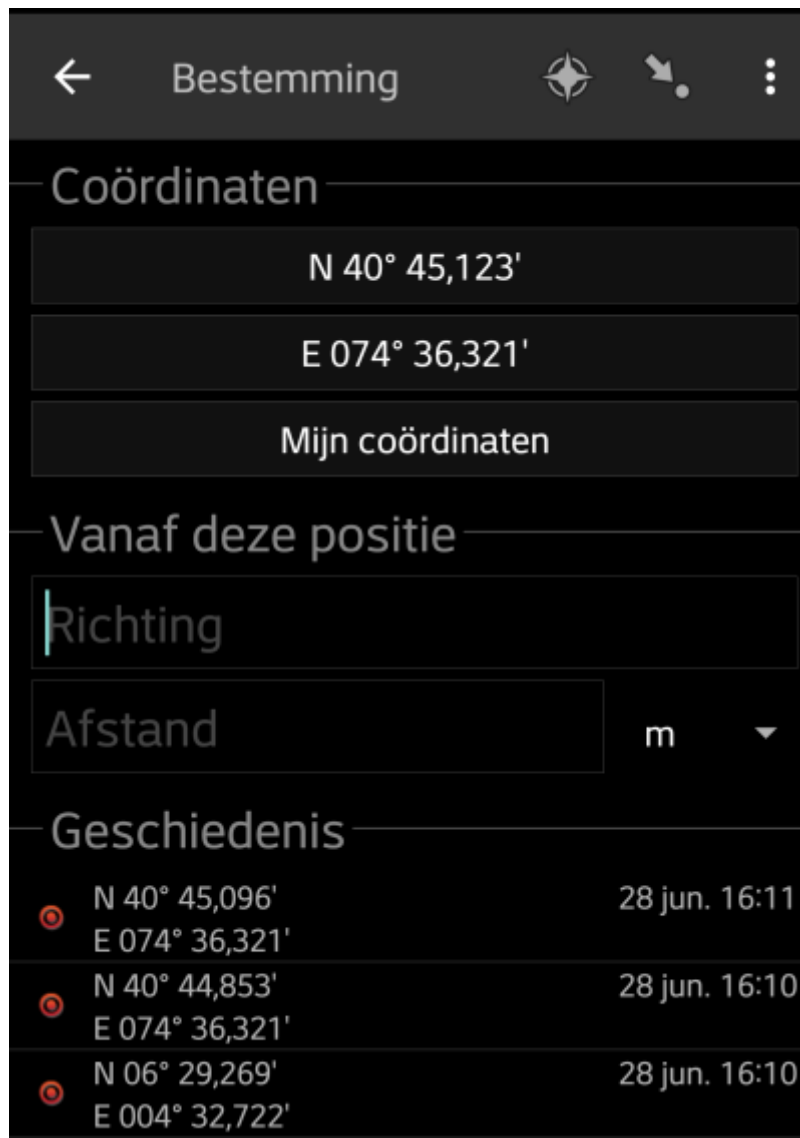 Bestemming
Coördinaten
N 40° 45,123'
E 074° 36,321'
Mijn coördinaten
Vanaf deze positie
Richting
Afstand
m
Geschiedenis
N 40° 45,096' 28 jun. 16:11
E 074° 36,321'
N 40° 44,853' 28 jun. 16:10
E 074° 36,321'
N 06° 29,269' 28 jun. 16:10
E 004° 32,722'